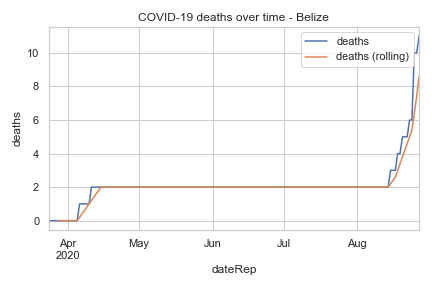 COVID-19 deaths over time - Belize
deaths
deaths (rolling)
deaths
10
8
6
4
2
0
Apr
2020
May
Jun
Jul
Aug
dateRep